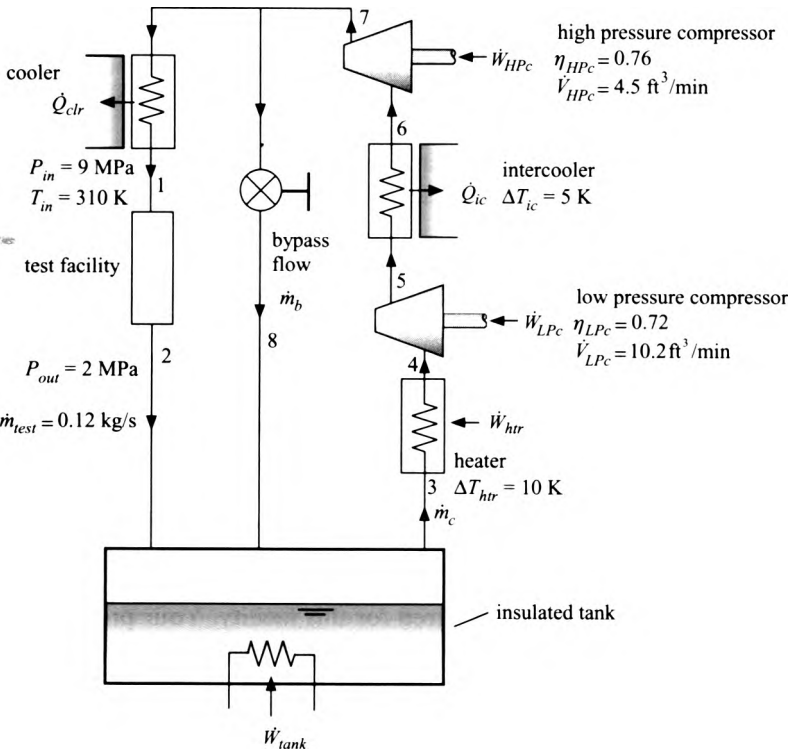 7
high pressure compressor
Ẇ_HPc η_HPc = 0.76
V̇_HPc = 4.5 ft³/min
cooler
Q̇_clr
6
P_in = 9 MPa
T_in = 310 K
1
intercooler
Q̇_ic ΔT_ic = 5 K
test facility
bypass
flow
ṁ_b
5
low pressure compressor
Ẇ_LPc η_LPc = 0.72
V̇_LPc = 10.2 ft³/min
2
8
4
P_out = 2 MPa
ṁ_test = 0.12 kg/s
Ẇ_htr
heater
3 ΔT_htr = 10 K
ṁ_c
insulated tank
Ẇ_tank